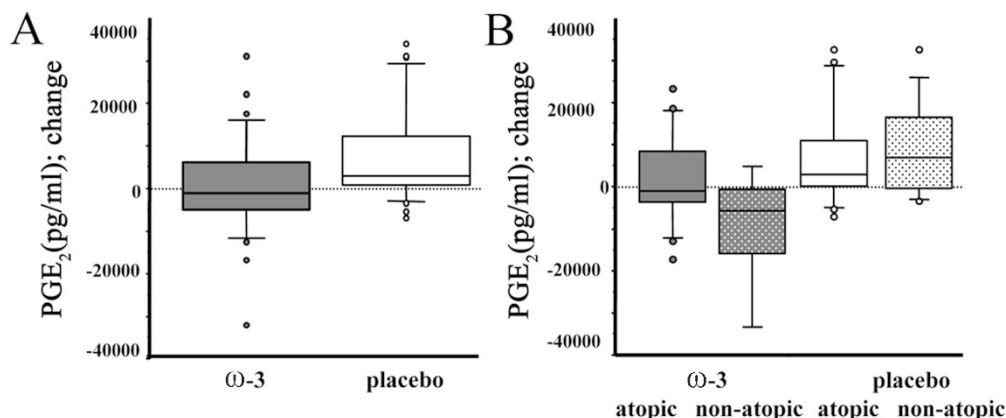 A
PGE₂(pg/ml); change
40000
20000
0
-20000
-40000
ω-3 placebo
B
PGE₂(pg/ml); change
40000
20000
0
-20000
-40000
ω-3 placebo
atopic non-atopic atopic non-atopic